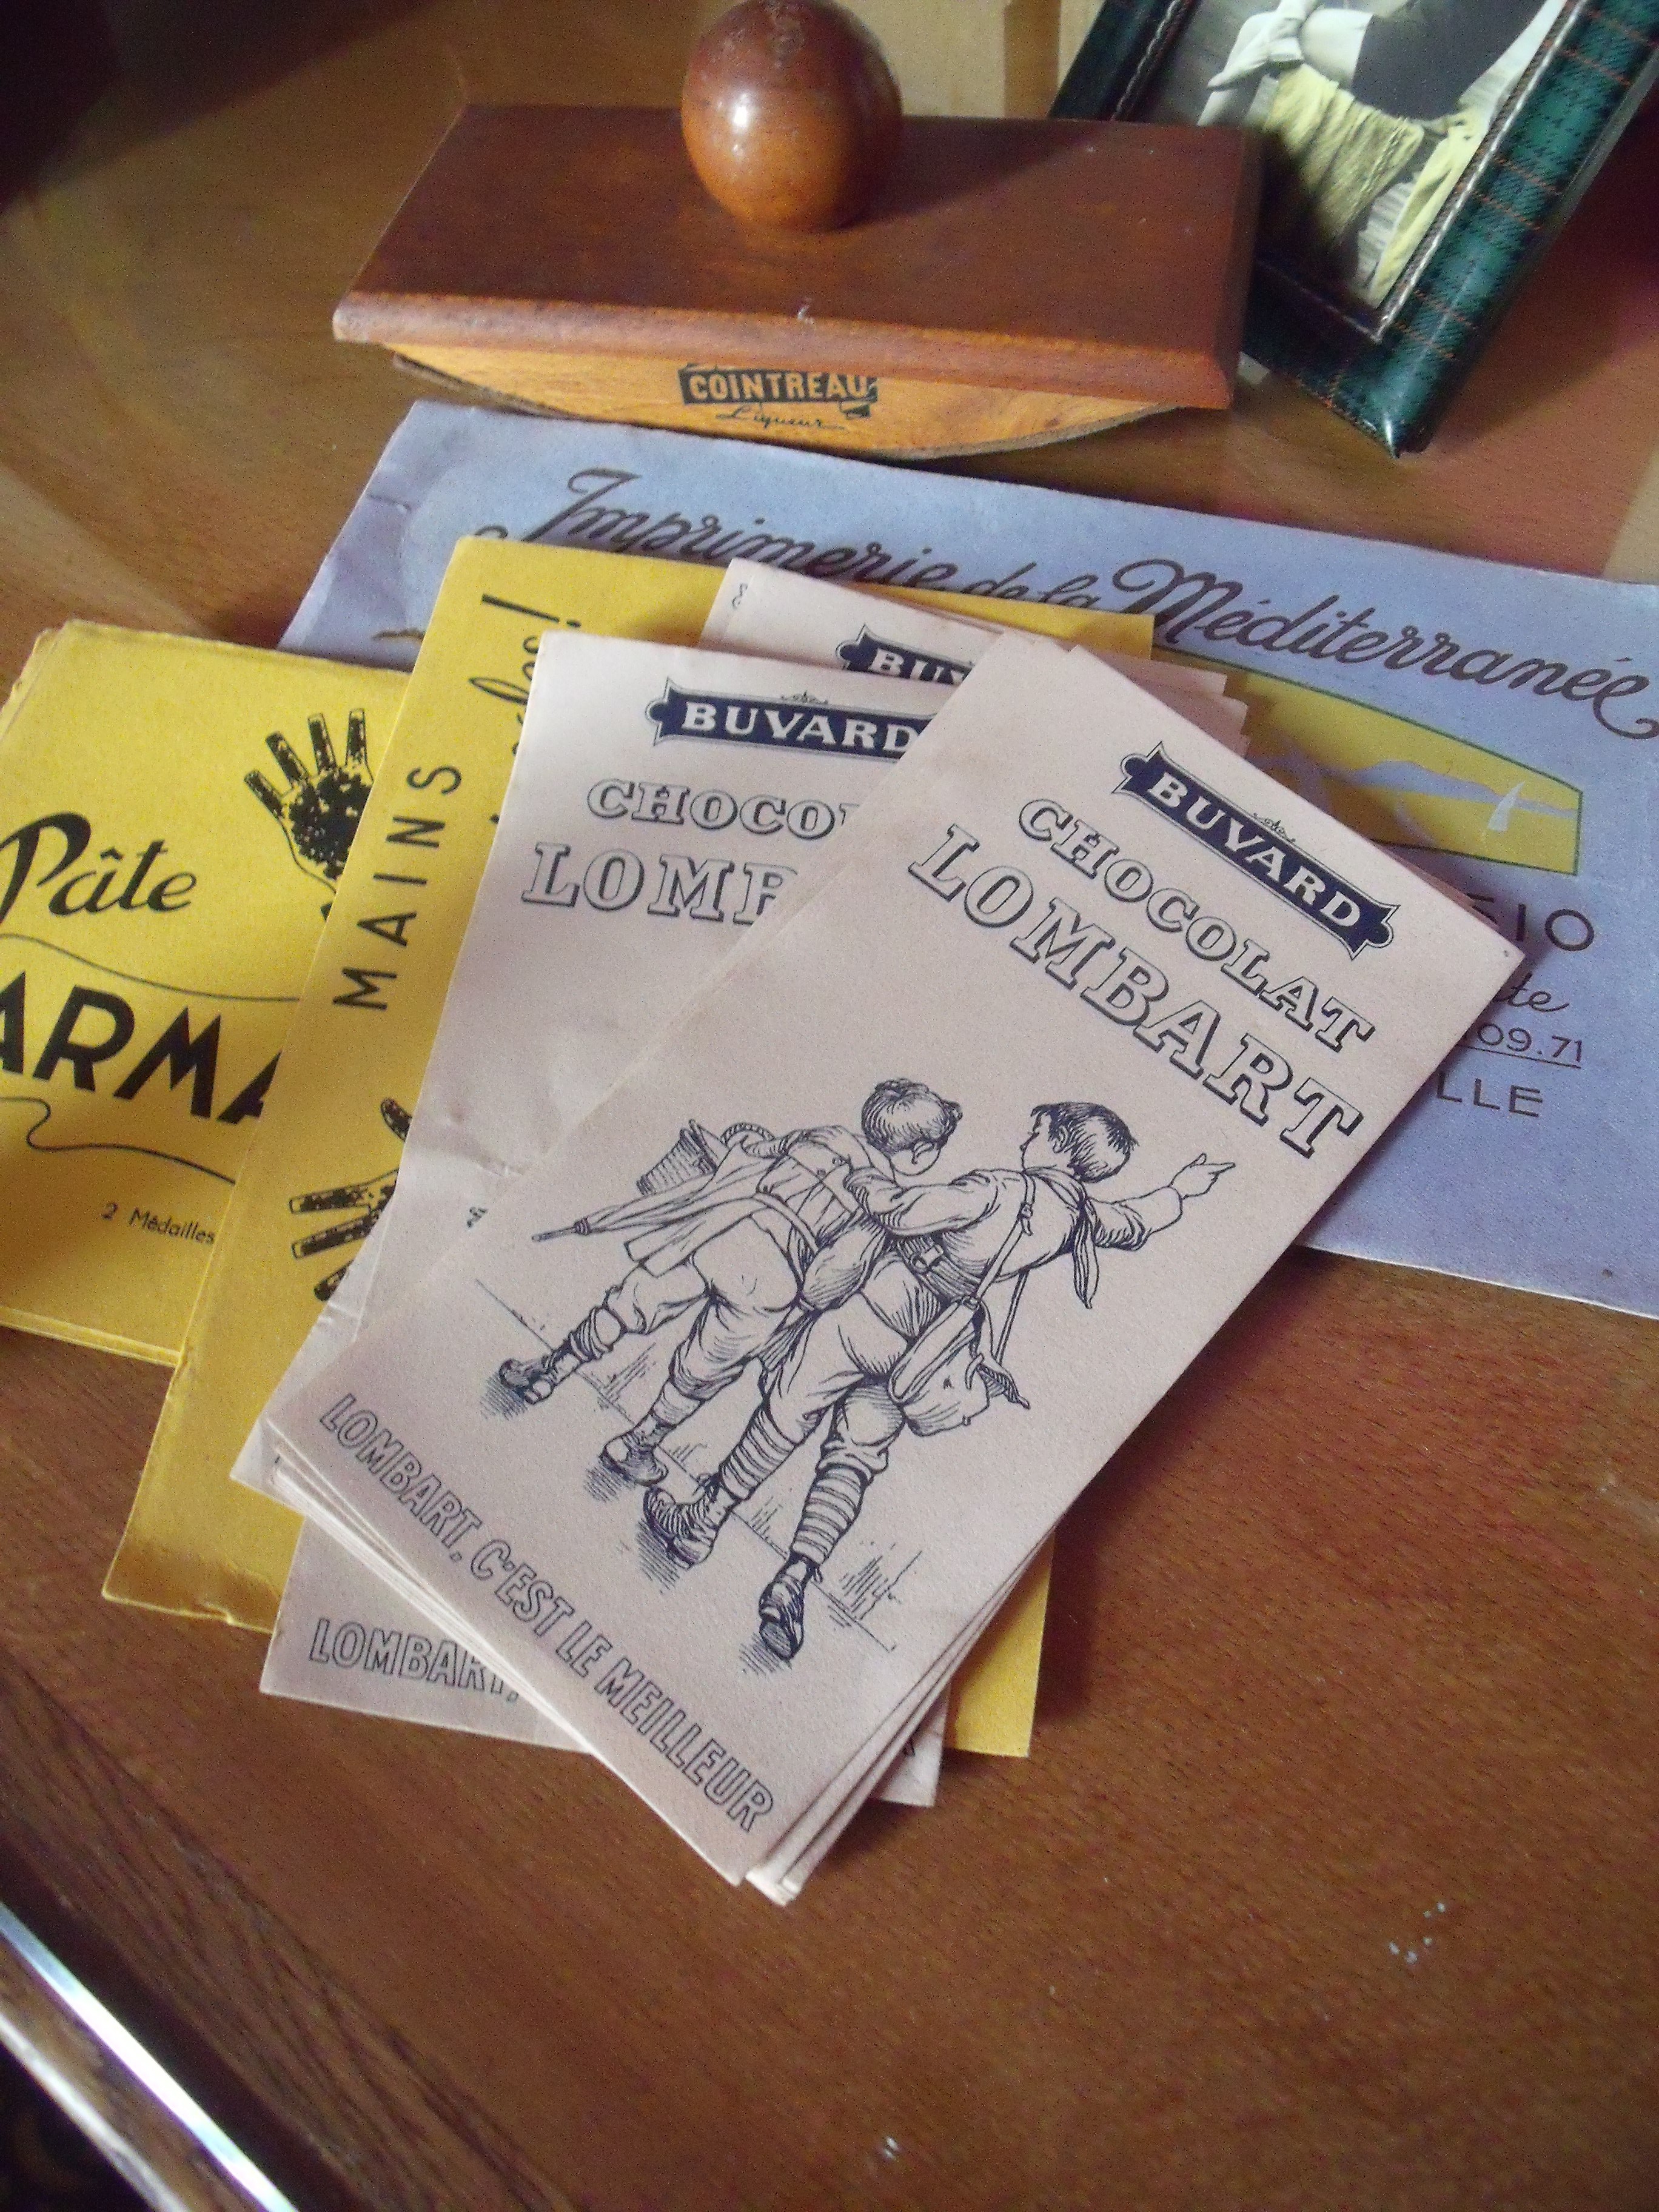 COINTREAU
Liqueur
Imprimerie de la Méditerranée
SIO
09.71
LLE
Pâte
ARMA
2 Médailles
MAINS
BUV
BUVARD
CHOCOL
LOMB
LOMBART,
BUVARD
CHOCOLAT
LOMBART
LOMBART, C'EST LE MEILLEUR